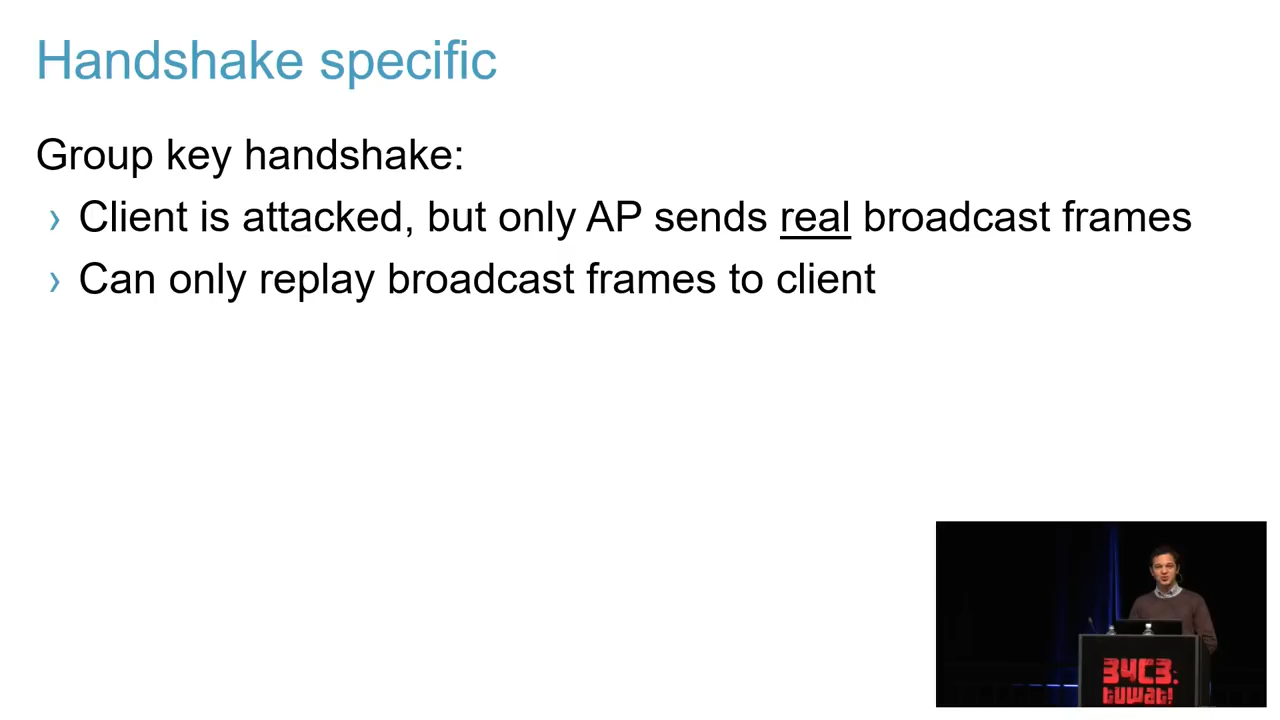 Handshake specific
Group key handshake:
› Client is attacked, but only AP sends real broadcast frames
› Can only replay broadcast frames to client
34C3.
tuwat!